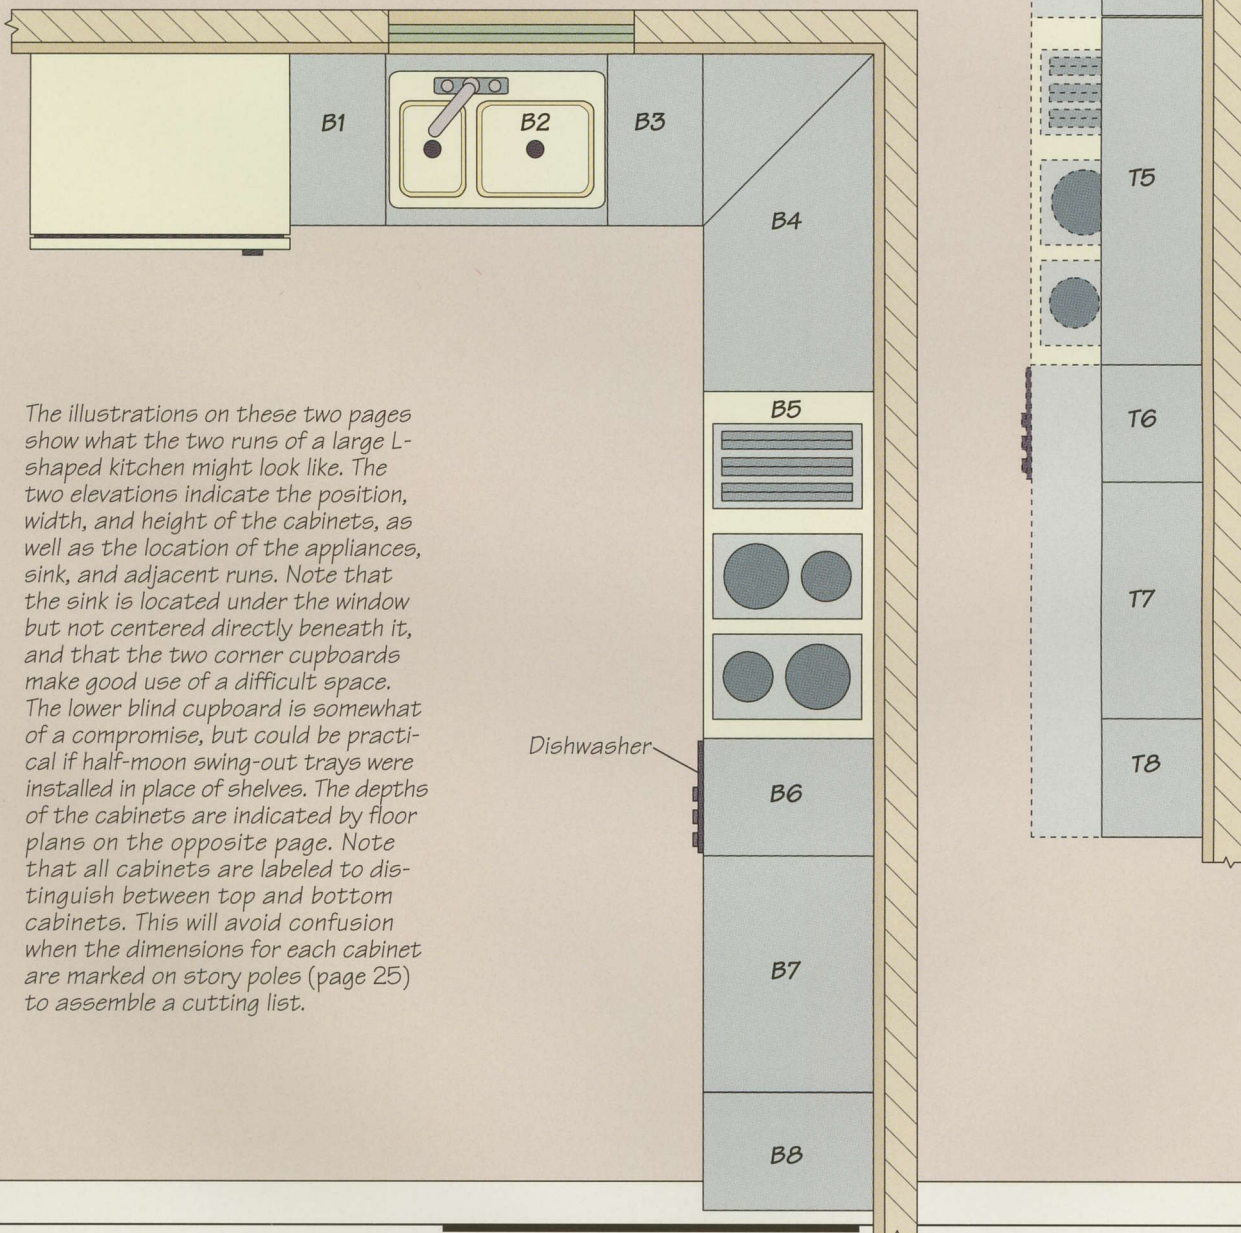 B1
B2
B3
B4
B5
B6
B7
B8
T5
T6
T7
T8
Dishwasher
The illustrations on these two pages
show what the two runs of a large L-
shaped kitchen might look like. The
two elevations indicate the position,
width, and height of the cabinets, as
well as the location of the appliances,
sink, and adjacent runs. Note that
the sink is located under the window
but not centered directly beneath it,
and that the two corner cupboards
make good use of a difficult space.
The lower blind cupboard is somewhat
of a compromise, but could be practi-
cal if half-moon swing-out trays were
installed in place of shelves. The depths
of the cabinets are indicated by floor
plans on the opposite page. Note
that all cabinets are labeled to dis-
tinguish between top and bottom
cabinets. This will avoid confusion
when the dimensions for each cabinet
are marked on story poles (page 25)
to assemble a cutting list.